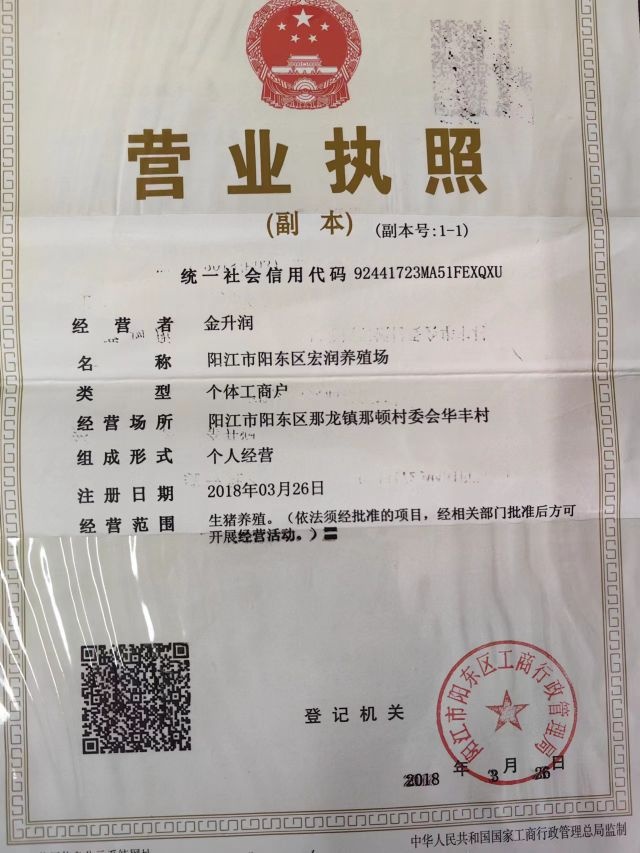 营业执照
(副 本) (副本号:1-1)
统一社会信用代码 92441723MA51FEXQXU
经营者 金升润
名称 阳江市阳东区宏润养殖场
类型 个体工商户
经营场所 阳江市阳东区那龙镇那顿村委会华丰村
组成形式 个人经营
注册日期 2018年03月26日
经营范围 生猪养殖。(依法须经批准的项目，经相关部门批准后方可
开展经营活动。)
阳江市阳东区工商行政管理局
登记机关
2018 年 3 月 26 日
中华人民共和国国家工商行政管理总局监制